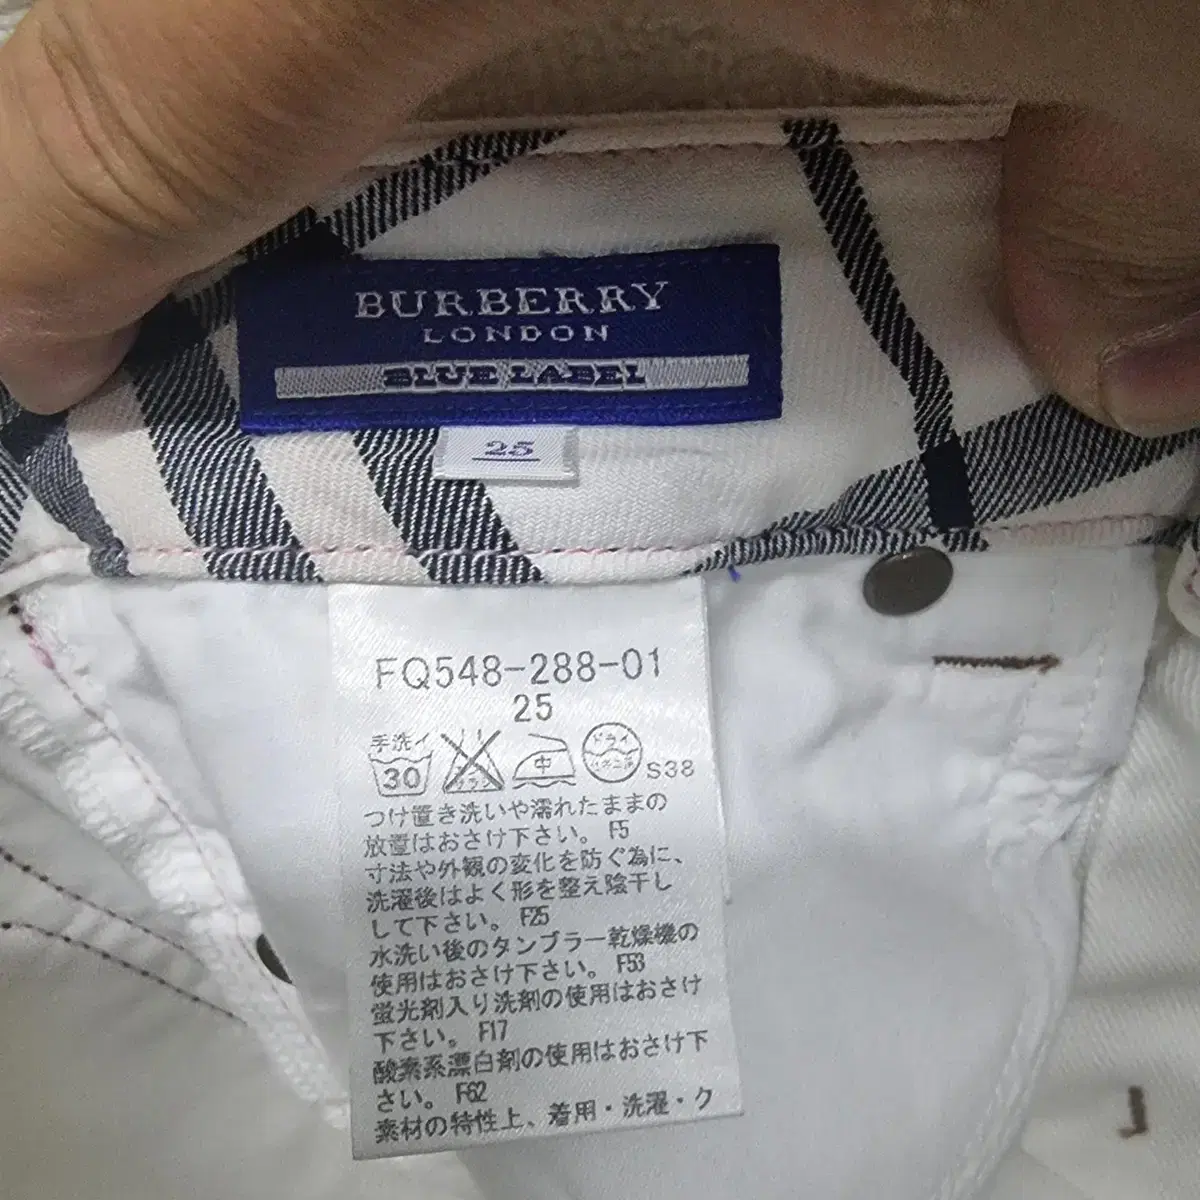 BURBERRY
LONDON
BLUE LABEL
25
FQ548-288-01
25
手洗イ
30
中
ドライ
S38
つけ置き洗いや濡れたままの
放置はおさけ下さい。F5
寸法や外観の変化を防ぐ為に、
洗濯後はよく形を整え陰干し
して下さい。F25
水洗い後のタンブラー乾燥機の
使用はおさけ下さい。F53
蛍光剤入り洗剤の使用はおさけ
下さい。F17
酸素系漂白剤の使用はおさけ下
さい。F62
素材の特性上、着用・洗濯・ク